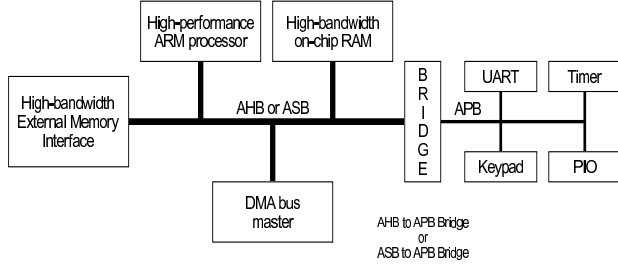 High-performance
ARM processor
High-bandwidth
on-chip RAM
High-bandwidth
External Memory
Interface
AHB or ASB
B
R
I
D
G
E
APB
UART
Timer
Keypad
PIO
DMA bus
master
AHB to APB Bridge
or
ASB to APB Bridge